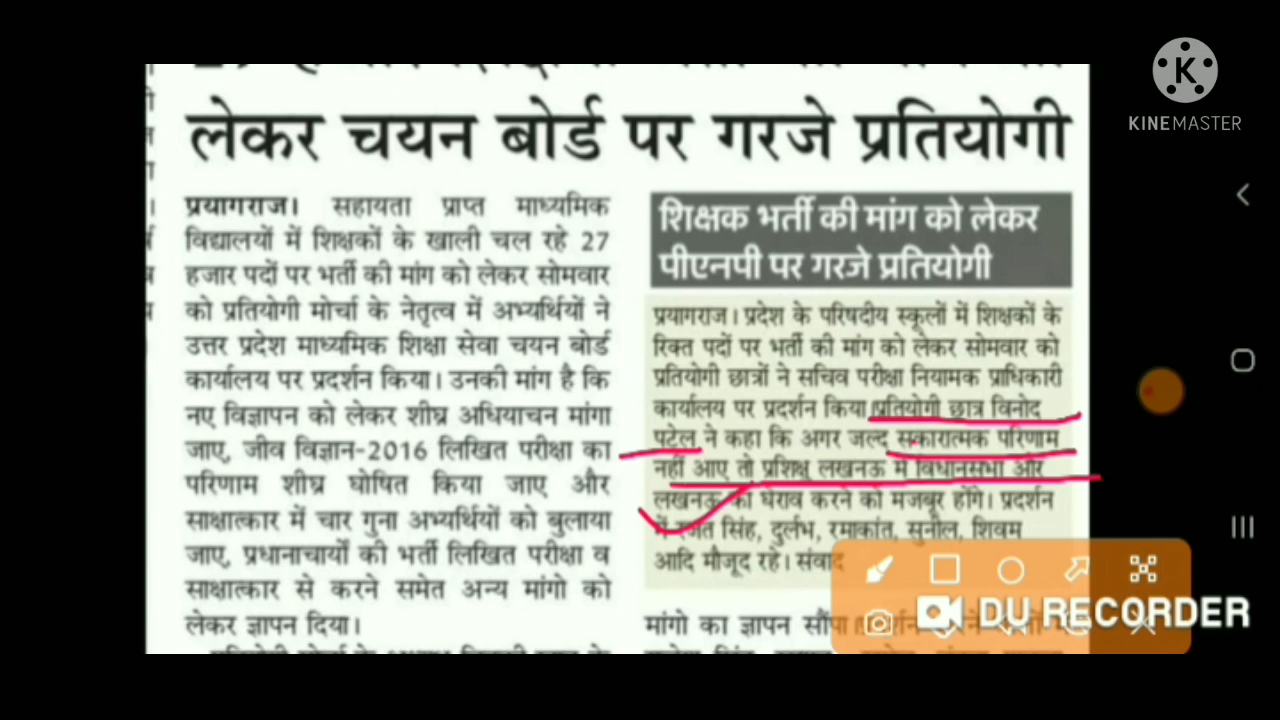 लेकर चयन बोर्ड पर गरजे प्रतियोगी
प्रयागराज। सहायता प्राप्त माध्यमिक
विद्यालयों में शिक्षकों के खाली चल रहे 27
हजार पदों पर भर्ती की मांग को लेकर सोमवार
को प्रतियोगी मोर्चा के नेतृत्व में अभ्यर्थियों ने
उत्तर प्रदेश माध्यमिक शिक्षा सेवा चयन बोर्ड
कार्यालय पर प्रदर्शन किया। उनकी मांग है कि
नए विज्ञापन को लेकर शीघ्र अधियाचन मांगा
जाए, जीव विज्ञान-2016 लिखित परीक्षा का
परिणाम शीघ्र घोषित किया जाए और
साक्षात्कार में चार गुना अभ्यर्थियों को बुलाया
जाए, प्रधानाचार्यों की भर्ती लिखित परीक्षा व
साक्षात्कार से करने समेत अन्य मांगो को
लेकर ज्ञापन दिया।
शिक्षक भर्ती की मांग को लेकर
पीएनपी पर गरजे प्रतियोगी
प्रयागराज। प्रदेश के परिषदीय स्कूलों में शिक्षकों के
रिक्त पदों पर भर्ती की मांग को लेकर सोमवार को
प्रतियोगी छात्रों ने सचिव परीक्षा नियामक प्राधिकारी
कार्यालय पर प्रदर्शन किया। प्रतियोगी छात्र विनोद
पटेल ने कहा कि अगर जल्द सकारात्मक परिणाम
नहीं आए तो प्रशिक्षु लखनऊ में विधानसभा और
लखनऊ का घेराव करने को मजबूर होंगे। प्रदर्शन
में रजत सिंह, दुर्लभ, रमाकांत, सुनील, शिवम
आदि मौजूद रहे। संवाद
मांगो का ज्ञापन सौंपा
KINEMASTER
DU RECORDER